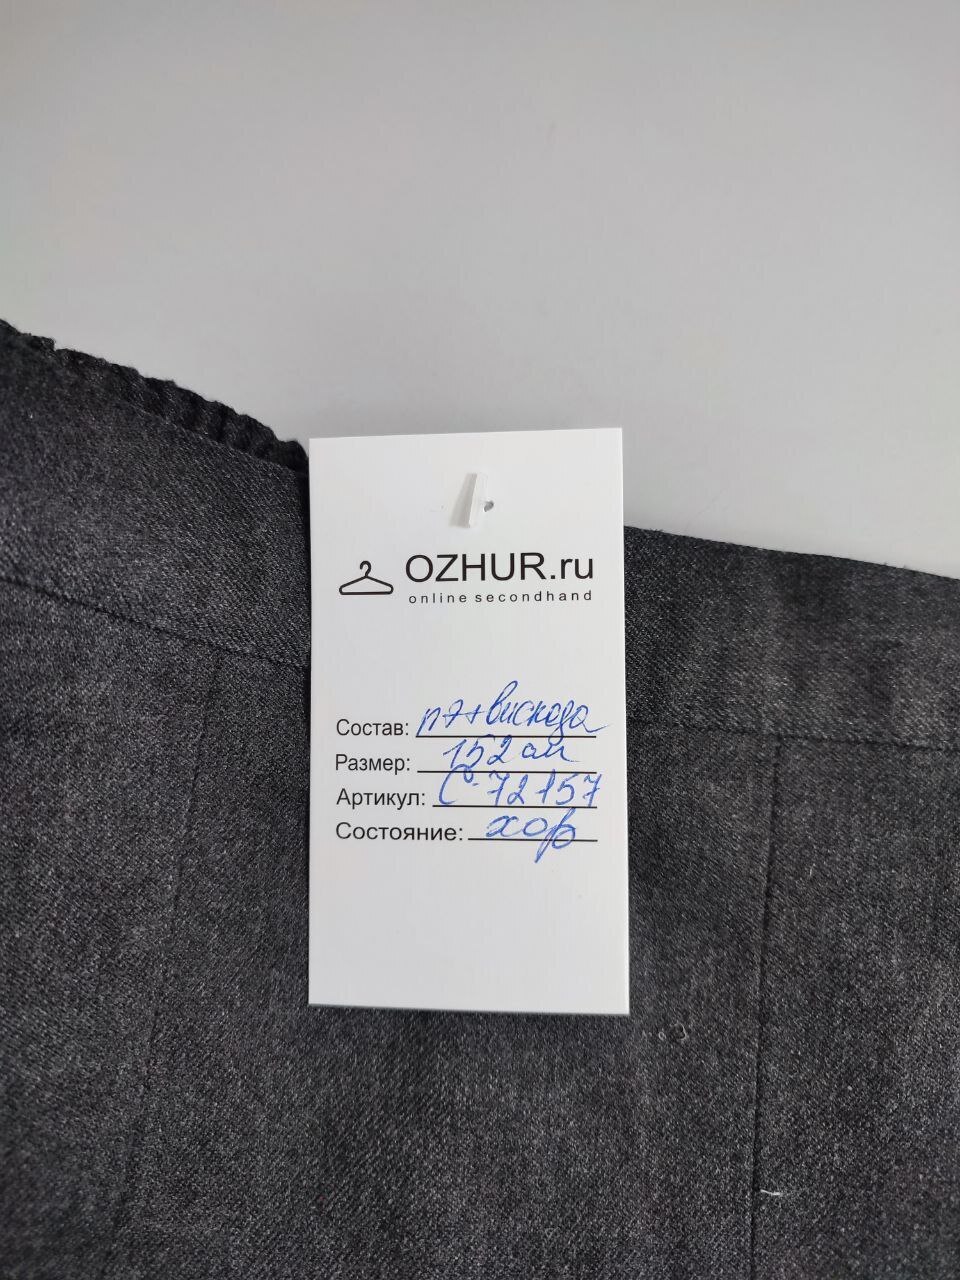 OZHUR.ru
online secondhand
Состав: пэ+вискоза
Размер: 152 см
Артикул: С-72157
Состояние: хор